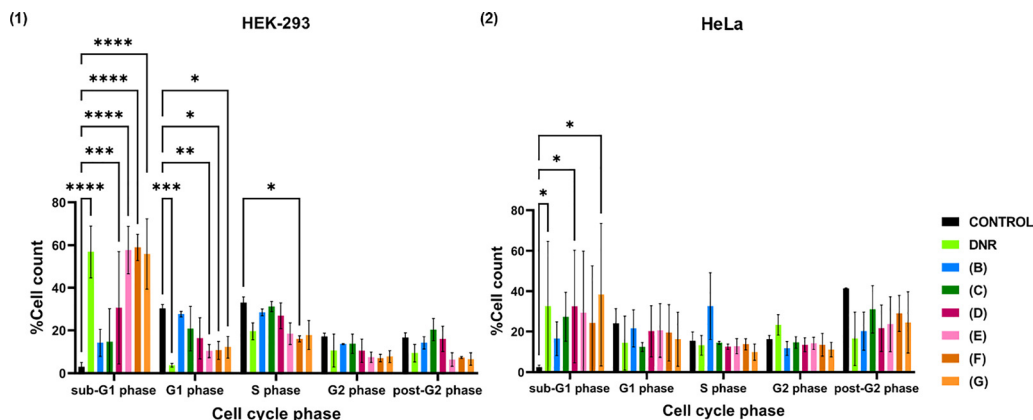 (1)
HEK-293
%Cell count
80
60
40
20
0
****
****
****
***
****
*
*
**
***
*
sub-G1 phase
G1 phase
S phase
G2 phase
post-G2 phase
Cell cycle phase
(2)
HeLa
%Cell count
80
60
40
20
0
*
*
*
sub-G1 phase
G1 phase
S phase
G2 phase
post-G2 phase
Cell cycle phase
CONTROL
DNR
(B)
(C)
(D)
(E)
(F)
(G)